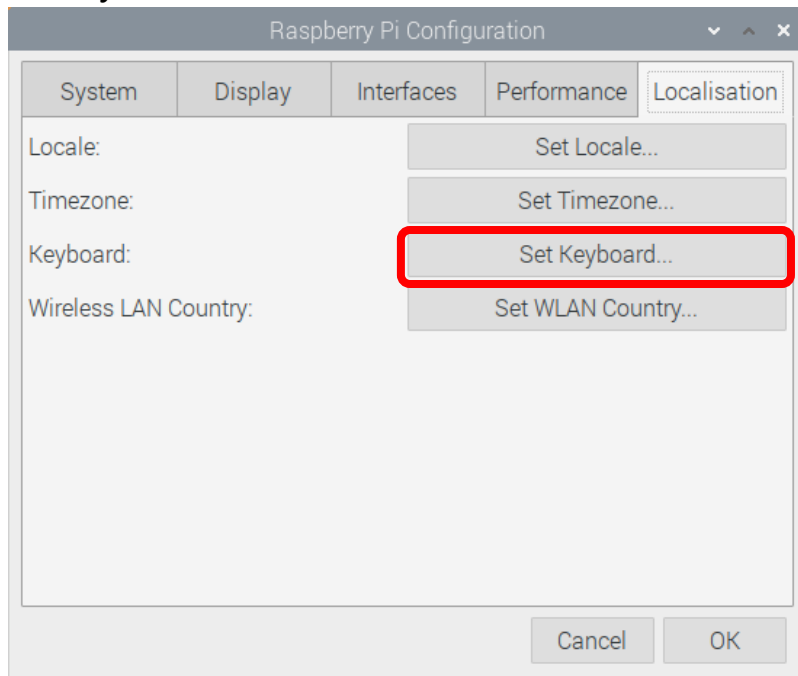 Raspberry Pi Configuration
System Display Interfaces Performance Localisation
Locale: Set Locale...
Timezone: Set Timezone...
Keyboard: Set Keyboard...
Wireless LAN Country: Set WLAN Country...
Cancel OK